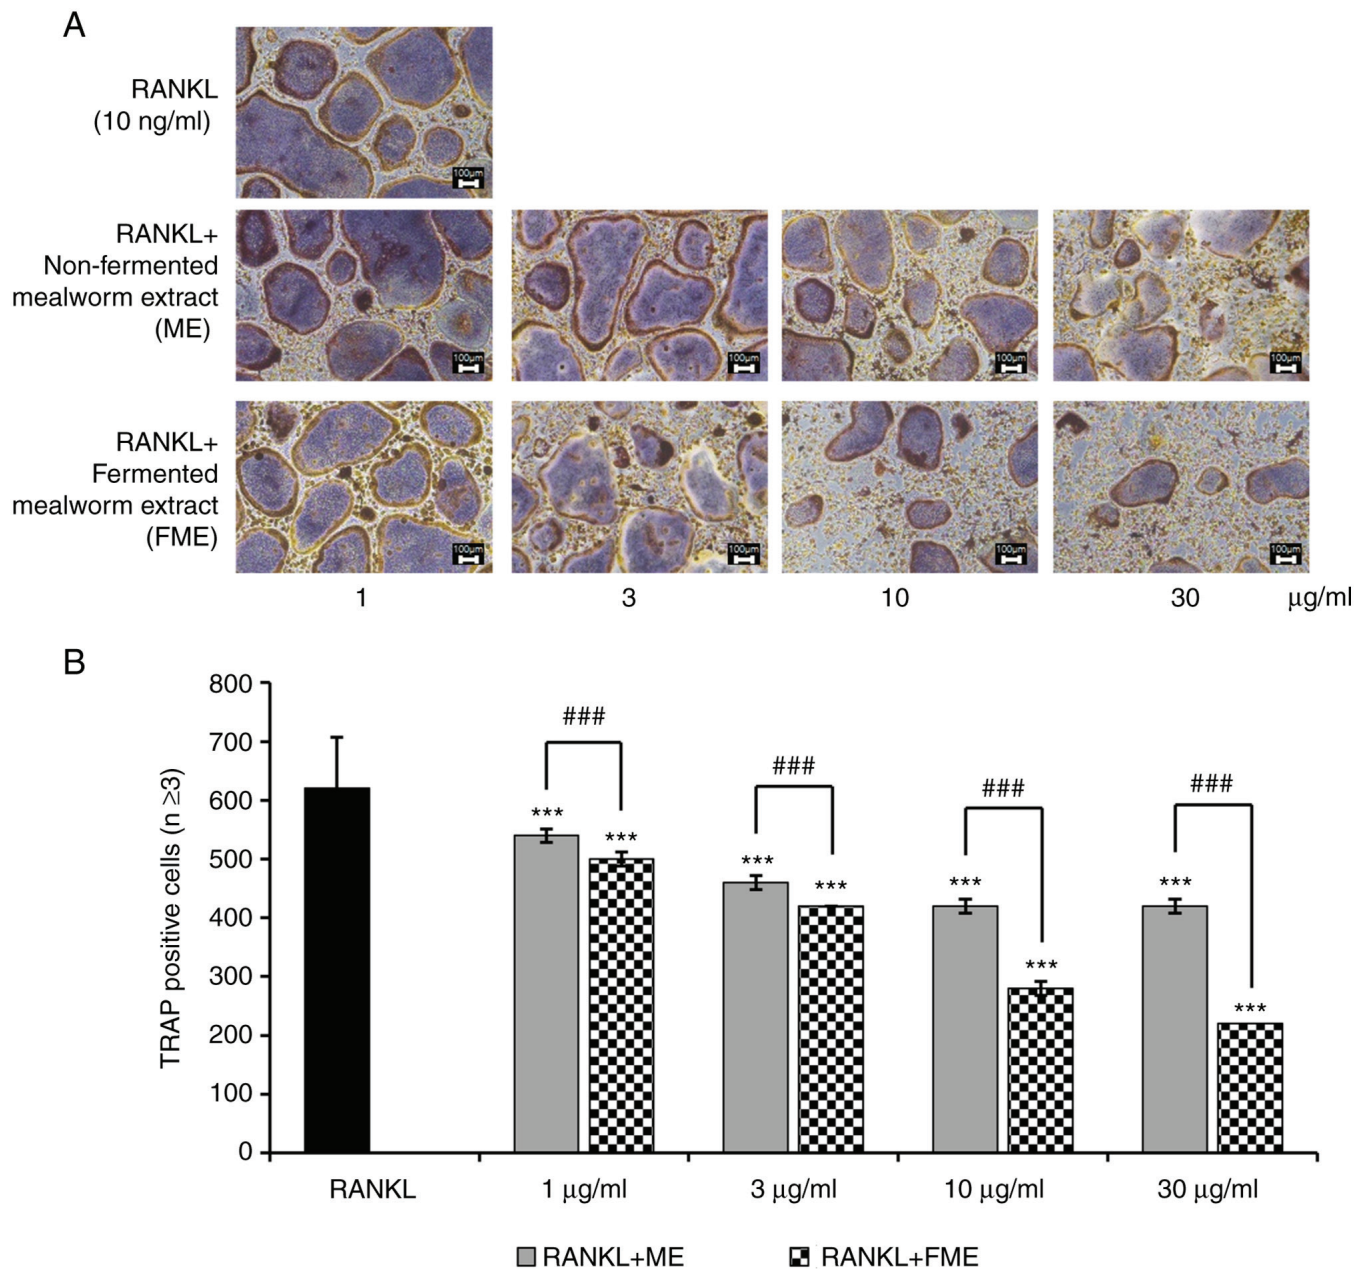 A
RANKL
(10 ng/ml)
100μm
RANKL+
Non-fermented
mealworm extract
(ME)
100μm
100μm
100μm
100μm
RANKL+
Fermented
mealworm extract
(FME)
100μm
100μm
100μm
100μm
1
3
10
30
μg/ml
B
TRAP positive cells (n ≥3)
800
700
600
500
400
300
200
100
0
###
***
***
###
***
***
###
***
***
###
***
***
RANKL
1 μg/ml
3 μg/ml
10 μg/ml
30 μg/ml
RANKL+ME
RANKL+FME